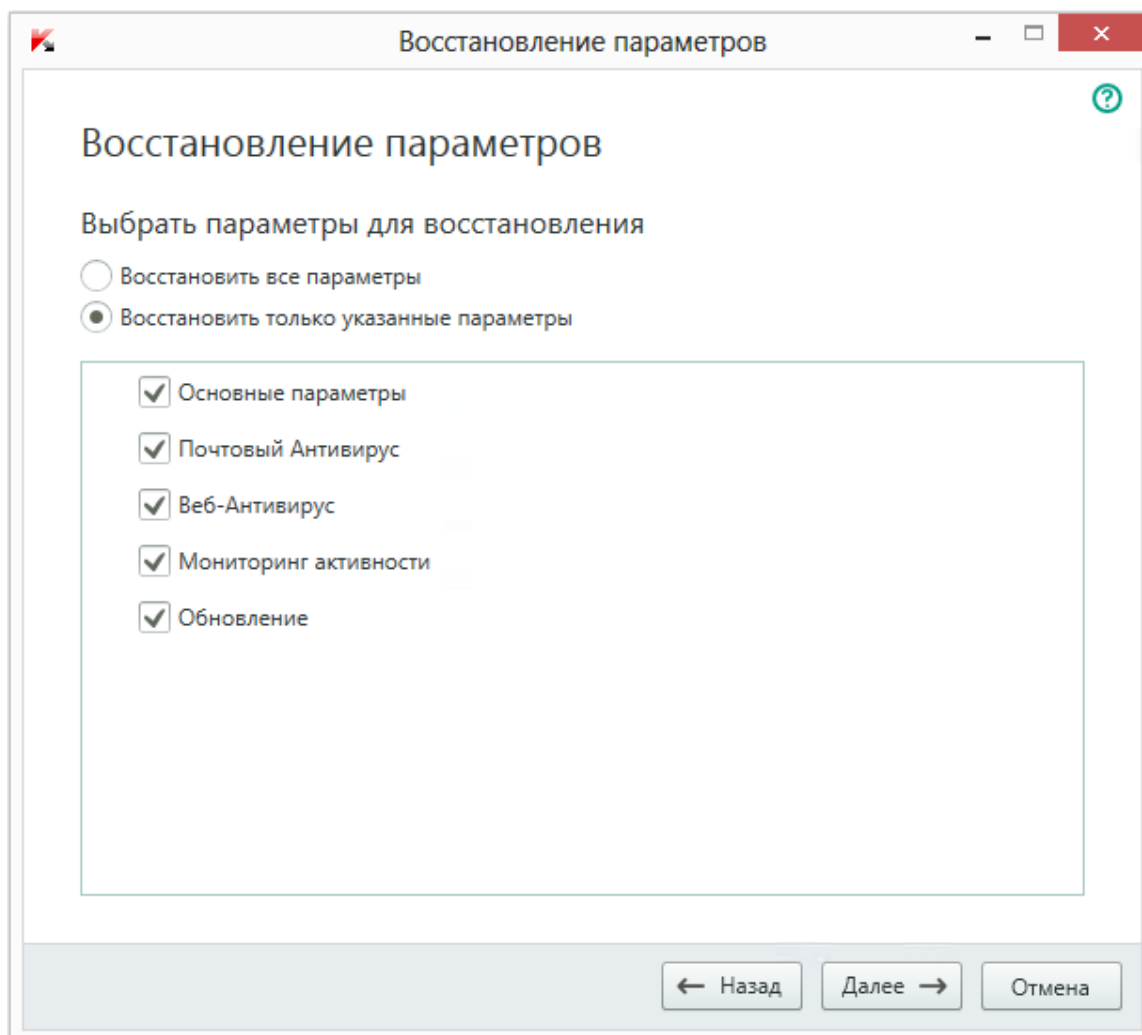 Восстановление параметров
Восстановление параметров
Выбрать параметры для восстановления
Восстановить все параметры
Восстановить только указанные параметры
Основные параметры
Почтовый Антивирус
Веб-Антивирус
Мониторинг активности
Обновление
Назад
Далее
Отмена